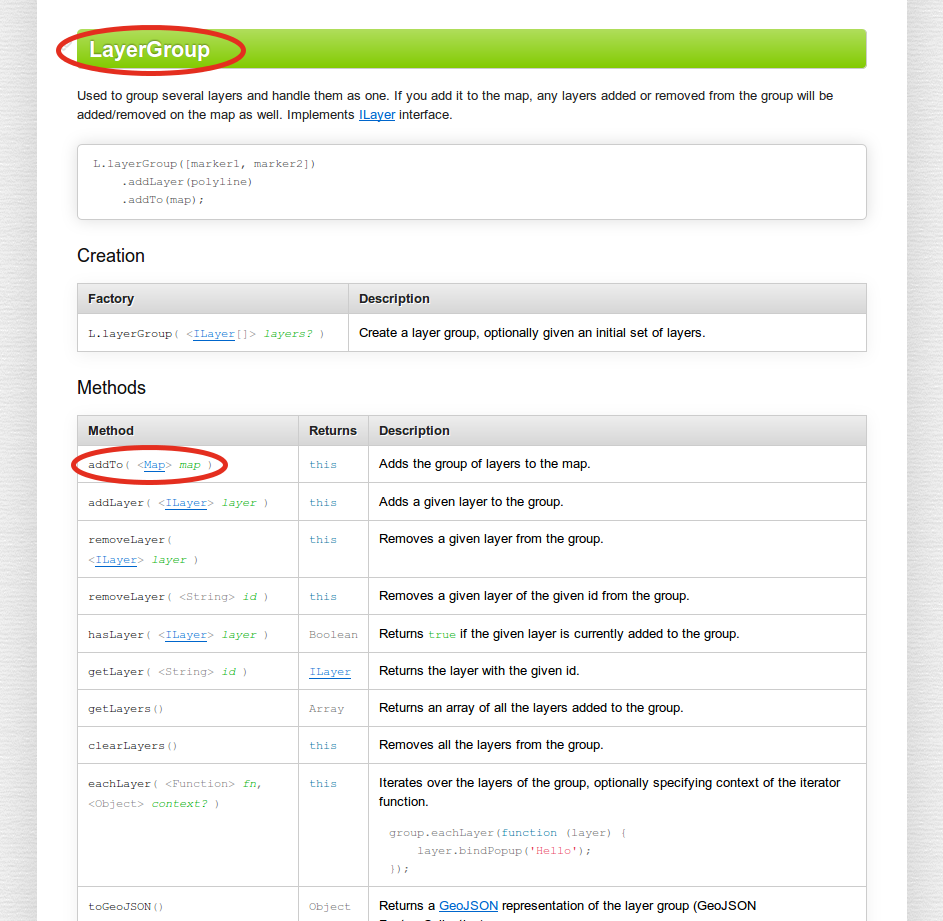 LayerGroup
Used to group several layers and handle them as one. If you add it to the map, any layers added or removed from the group will be
added/removed on the map as well. Implements ILayer interface.
L.layerGroup([marker1, marker2])
.addLayer(polyline)
.addTo(map);
Creation
Factory Description
L.layerGroup( <ILayer[]> layers? ) Create a layer group, optionally given an initial set of layers.
Methods
Method Returns Description
addTo( <Map> map ) this Adds the group of layers to the map.
addLayer( <ILayer> layer ) this Adds a given layer to the group.
removeLayer( this Removes a given layer from the group.
<ILayer> layer )
removeLayer( <String> id ) this Removes a given layer of the given id from the group.
hasLayer( <ILayer> layer ) Boolean Returns true if the given layer is currently added to the group.
getLayer( <String> id ) ILayer Returns the layer with the given id.
getLayers() Array Returns an array of all the layers added to the group.
clearLayers() this Removes all the layers from the group.
eachLayer( <Function> fn, this Iterates over the layers of the group, optionally specifying context of the iterator
<Object> context? ) function.
group.eachLayer(function (layer) {
layer.bindPopup('Hello');
});
toGeoJSON() Object Returns a GeoJSON representation of the layer group (GeoJSON